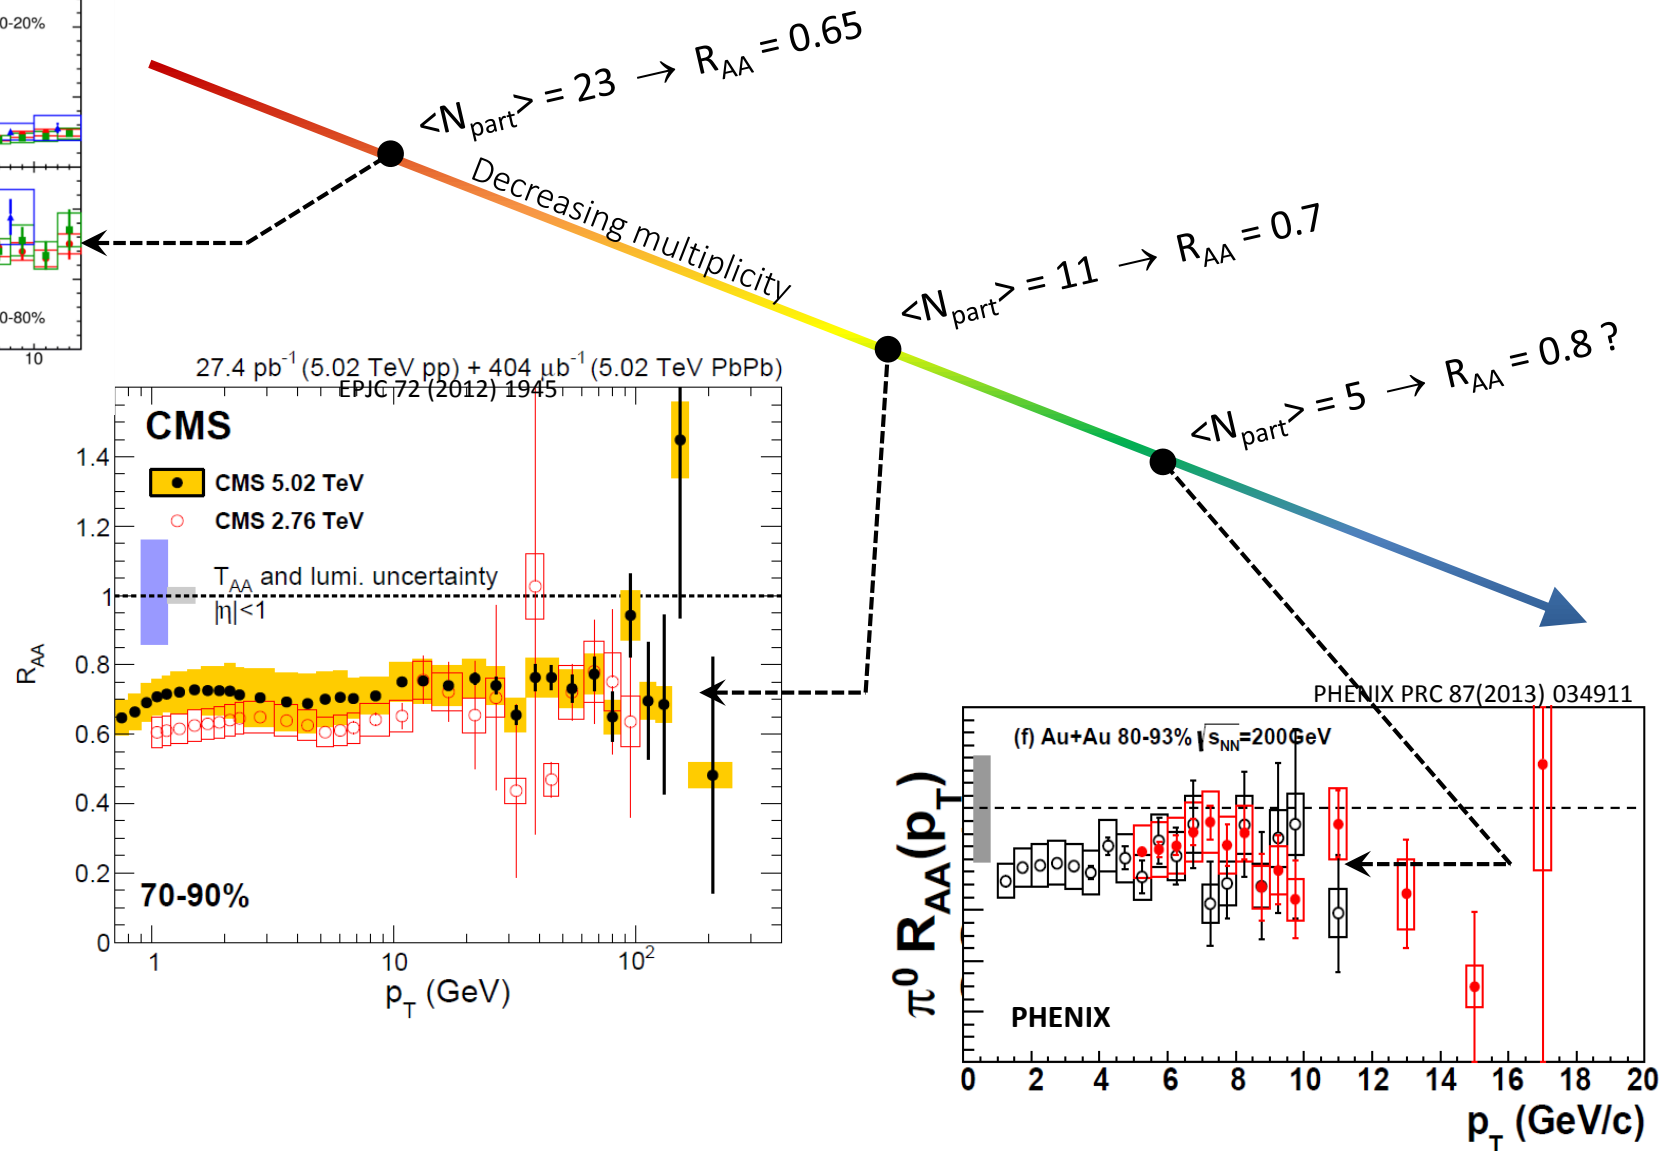 0-20%
0-80%
10
<N_part> = 23 → R_AA = 0.65
Decreasing multiplicity
<N_part> = 11 → R_AA = 0.7
<N_part> = 5 → R_AA = 0.8 ?
27.4 pb⁻¹ (5.02 TeV pp) + 404 μb⁻¹ (5.02 TeV PbPb)
EPJC 72 (2012) 1945
CMS
CMS 5.02 TeV
CMS 2.76 TeV
T_AA and lumi. uncertainty
|η|<1
R_AA
1.4
1.2
1
0.8
0.6
0.4
0.2
0
70-90%
1 10 10²
p_T (GeV)
PHENIX PRC 87(2013) 034911
(f) Au+Au 80-93% √s_NN=200GeV
π⁰ R_AA(p_T)
PHENIX
0 2 4 6 8 10 12 14 16 18 20
p_T (GeV/c)